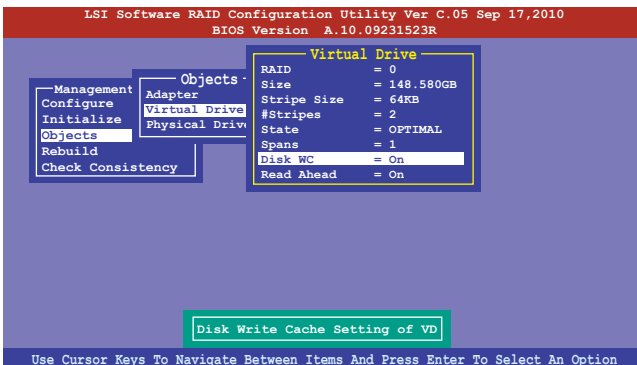 LSI Software RAID Configuration Utility Ver C.05 Sep 17,2010
BIOS Version A.10.09231523R
Management
Configure
Initialize
Objects
Rebuild
Check Consistency
Objects
Adapter
Virtual Drive
Physical Drive
Virtual Drive
RAID = 0
Size = 148.580GB
Stripe Size = 64KB
#Stripes = 2
State = OPTIMAL
Spans = 1
Disk WC = On
Read Ahead = On
Disk Write Cache Setting of VD
Use Cursor Keys To Navigate Between Items And Press Enter To Select An Option